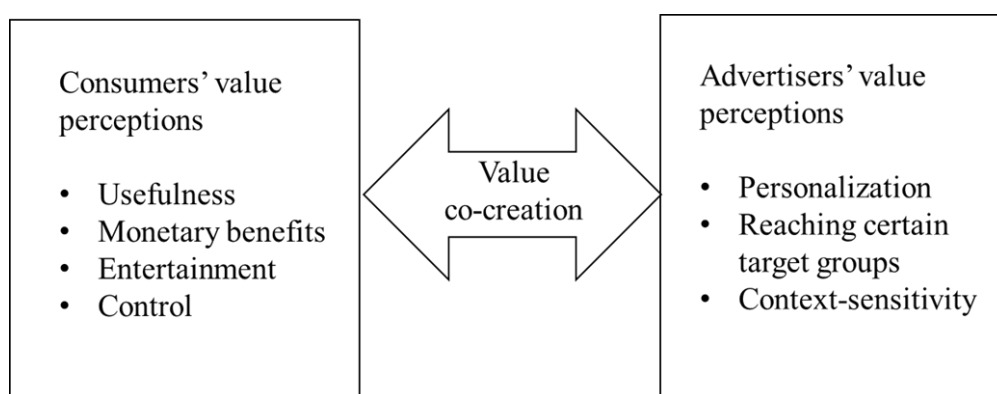 Consumers’ value
perceptions
• Usefulness
• Monetary benefits
• Entertainment
• Control
Value
co-creation
Advertisers’ value
perceptions
• Personalization
• Reaching certain
target groups
• Context-sensitivity